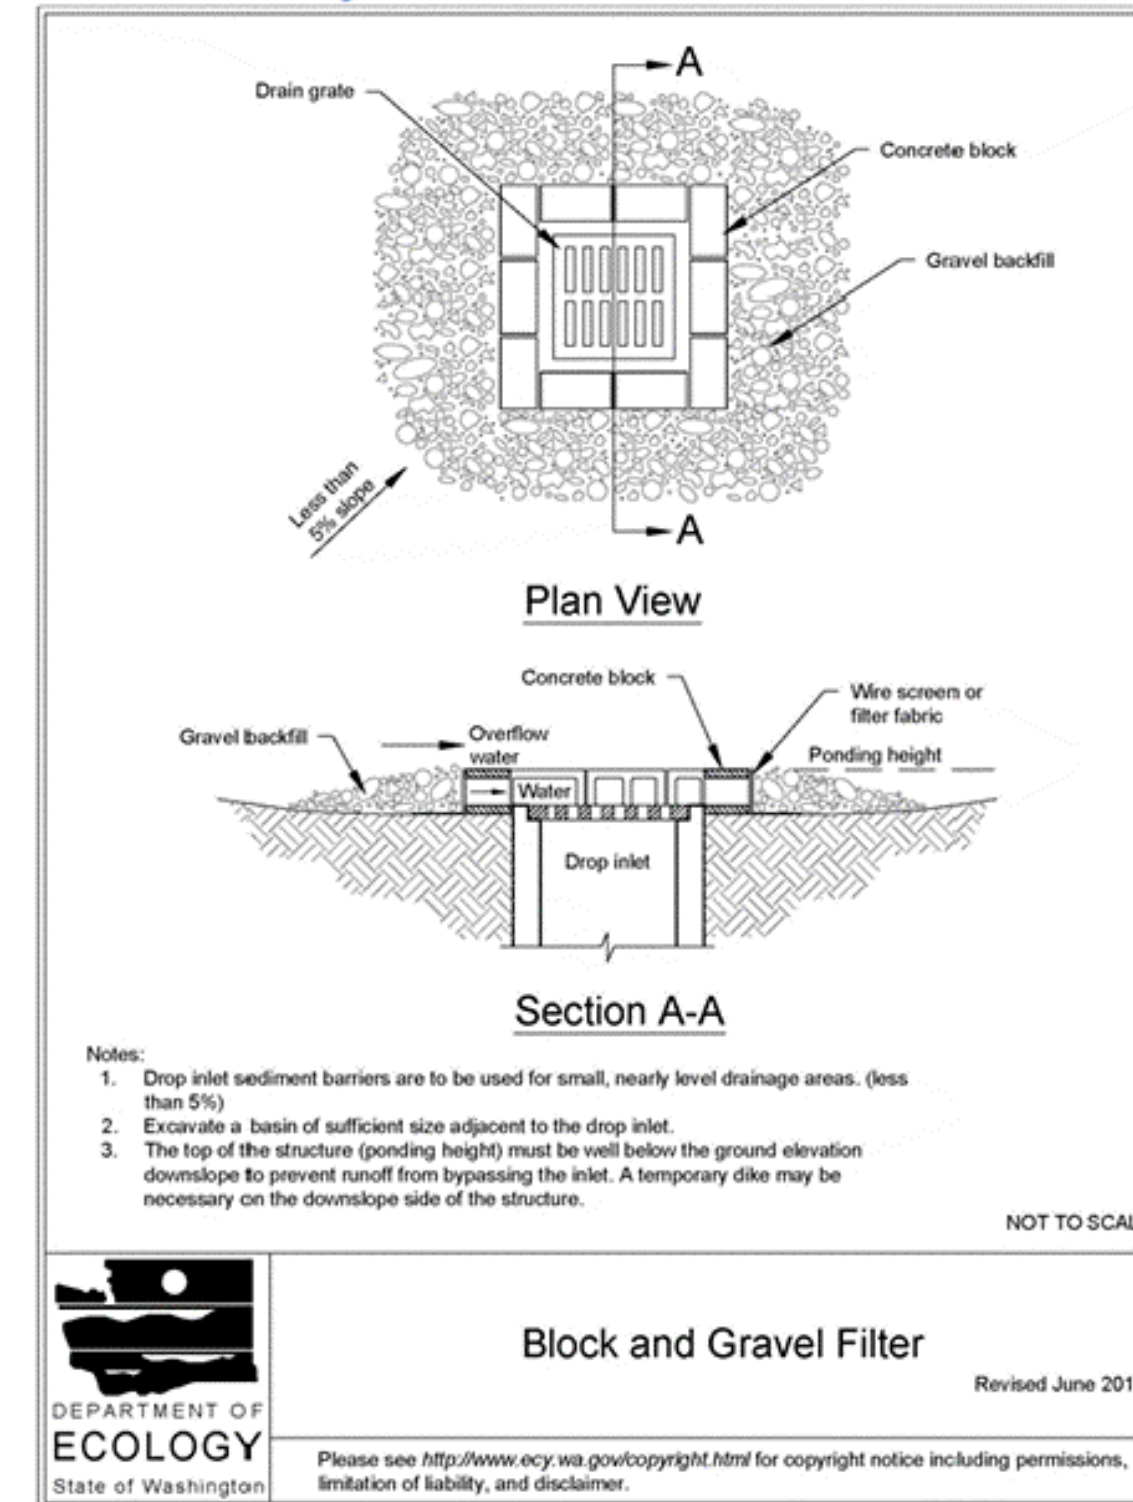 A
Drain grate
Concrete block
Gravel backfill
Less than
5% slope
A
Plan View
Concrete block
Wire screen or
filter fabric
Gravel backfill
Overflow
water
Ponding height
Water
Drop inlet
Section A-A
Notes:
1. Drop inlet sediment barriers are to be used for small, nearly level drainage areas. (less
than 5%)
2. Excavate a basin of sufficient size adjacent to the drop inlet.
3. The top of the structure (ponding height) must be well below the ground elevation
downslope to prevent runoff from bypassing the inlet. A temporary dike may be
necessary on the downslope side of the structure.
NOT TO SCAL
Block and Gravel Filter
Revised June 201
DEPARTMENT OF
ECOLOGY
State of Washington
Please see http://www.ecy.wa.gov/copyright.html for copyright notice including permissions,
limitation of liability, and disclaimer.